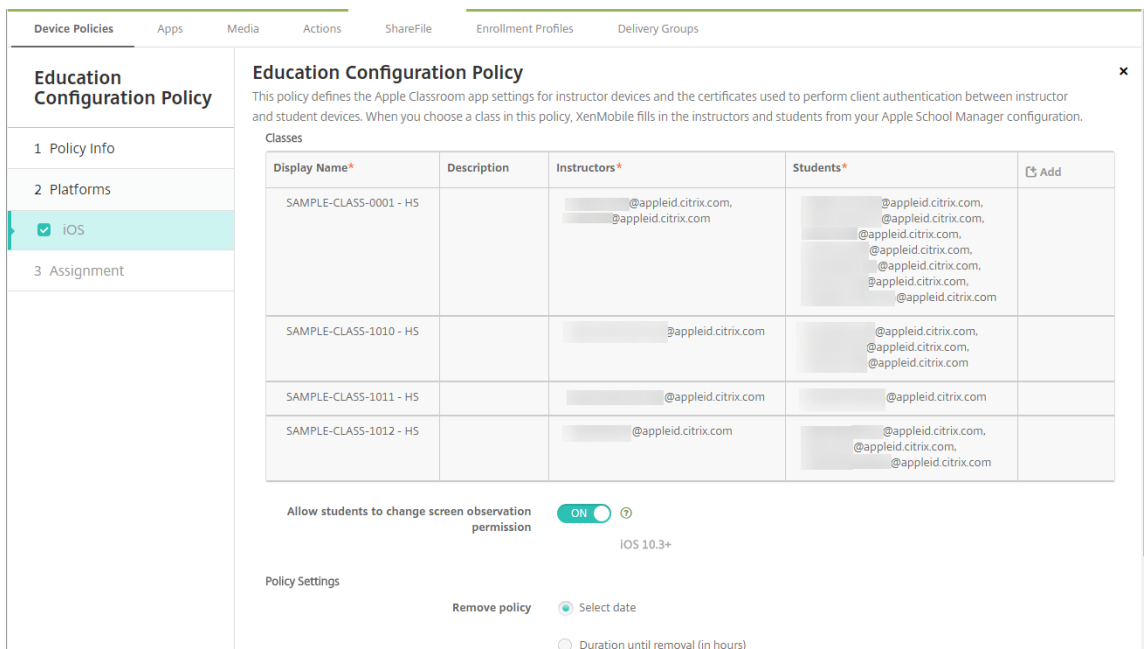 Device Policies
Apps
Media
Actions
ShareFile
Enrollment Profiles
Delivery Groups
Education
Configuration Policy
1 Policy Info
2 Platforms
iOS
3 Assignment
Education Configuration Policy
This policy defines the Apple Classroom app settings for instructor devices and the certificates used to perform client authentication between instructor
and student devices. When you choose a class in this policy, XenMobile fills in the instructors and students from your Apple School Manager configuration.
Classes
Display Name*
Description
Instructors*
Students*
Add
SAMPLE-CLASS-0001 - HS
@appleid.citrix.com,
@appleid.citrix.com
@appleid.citrix.com,
@appleid.citrix.com,
@appleid.citrix.com,
@appleid.citrix.com,
@appleid.citrix.com,
@appleid.citrix.com,
@appleid.citrix.com
SAMPLE-CLASS-1010 - HS
@appleid.citrix.com
@appleid.citrix.com,
@appleid.citrix.com,
@appleid.citrix.com
SAMPLE-CLASS-1011 - HS
@appleid.citrix.com
@appleid.citrix.com
SAMPLE-CLASS-1012 - HS
@appleid.citrix.com
@appleid.citrix.com,
@appleid.citrix.com,
@appleid.citrix.com
Allow students to change screen observation
permission
ON
iOS 10.3+
Policy Settings
Remove policy
Select date
Duration until removal (in hours)